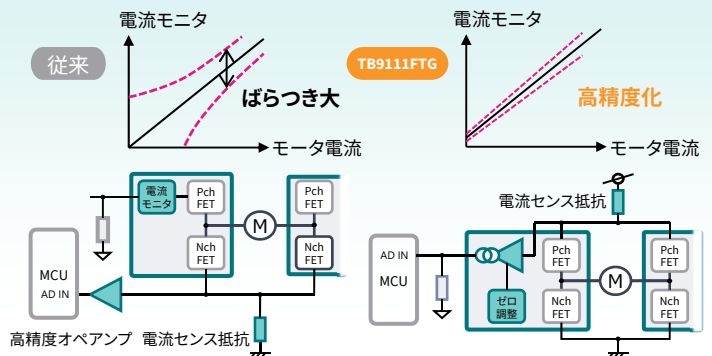 電流モニタ
従来
ばらつき大
モータ電流
電流モニタ
TB9111FTG
高精度化
モータ電流
電流
モニタ
Pch
FET
Pch
FET
M
Nch
FET
Nch
FET
MCU
AD IN
高精度オペアンプ
電流センス抵抗
電流センス抵抗
AD IN
MCU
Pch
FET
Pch
FET
M
ゼロ
調整
Nch
FET
Nch
FET